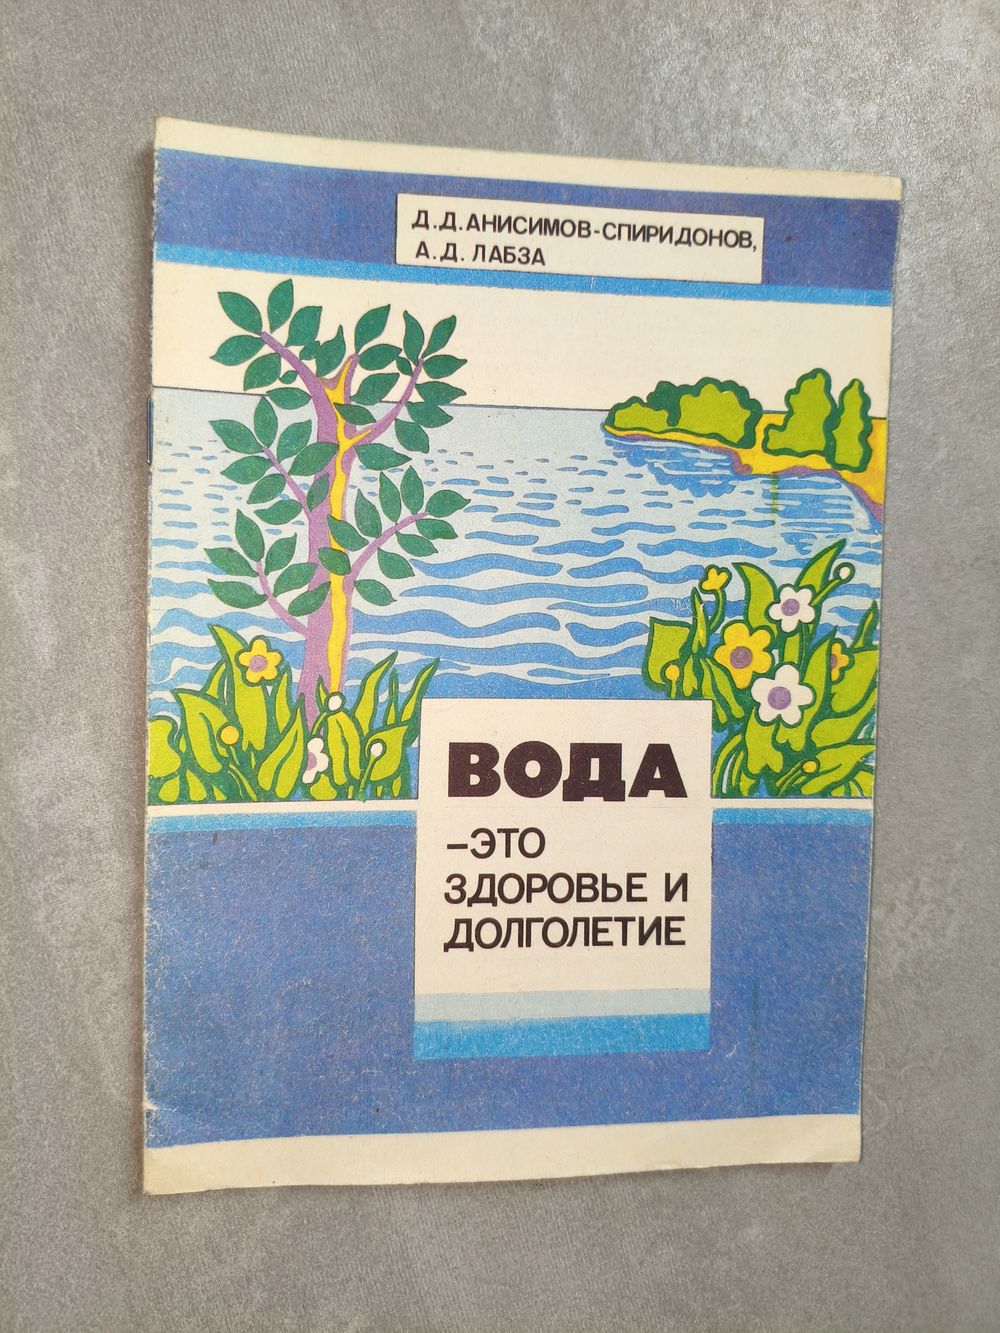 Д.Д.АНИСИМОВ-СПИРИДОНОВ,
А.Д. ЛАБЗА
ВОДА
-ЭТО
ЗДОРОВЬЕ И
ДОЛГОЛЕТИЕ